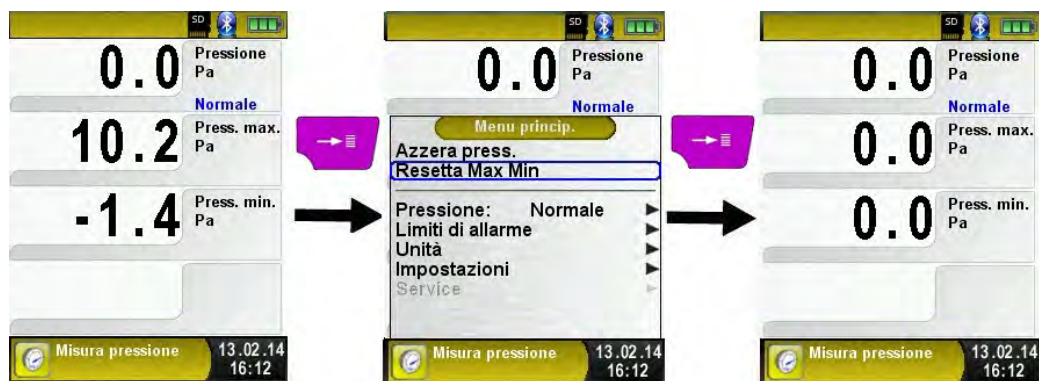 SD
0.0 Pressione
Pa
Normale
10.2 Press. max.
Pa
-1.4 Press. min.
Pa
Misura pressione 13.02.14
16:12
SD
0.0 Pressione
Pa
Normale
Menu princip.
Azzera press.
Resetta Max Min
Pressione: Normale
Limiti di allarme
Unità
Impostazioni
Service
Misura pressione 13.02.14
16:12
SD
0.0 Pressione
Pa
Normale
0.0 Press. max.
Pa
0.0 Press. min.
Pa
Misura pressione 13.02.14
16:12